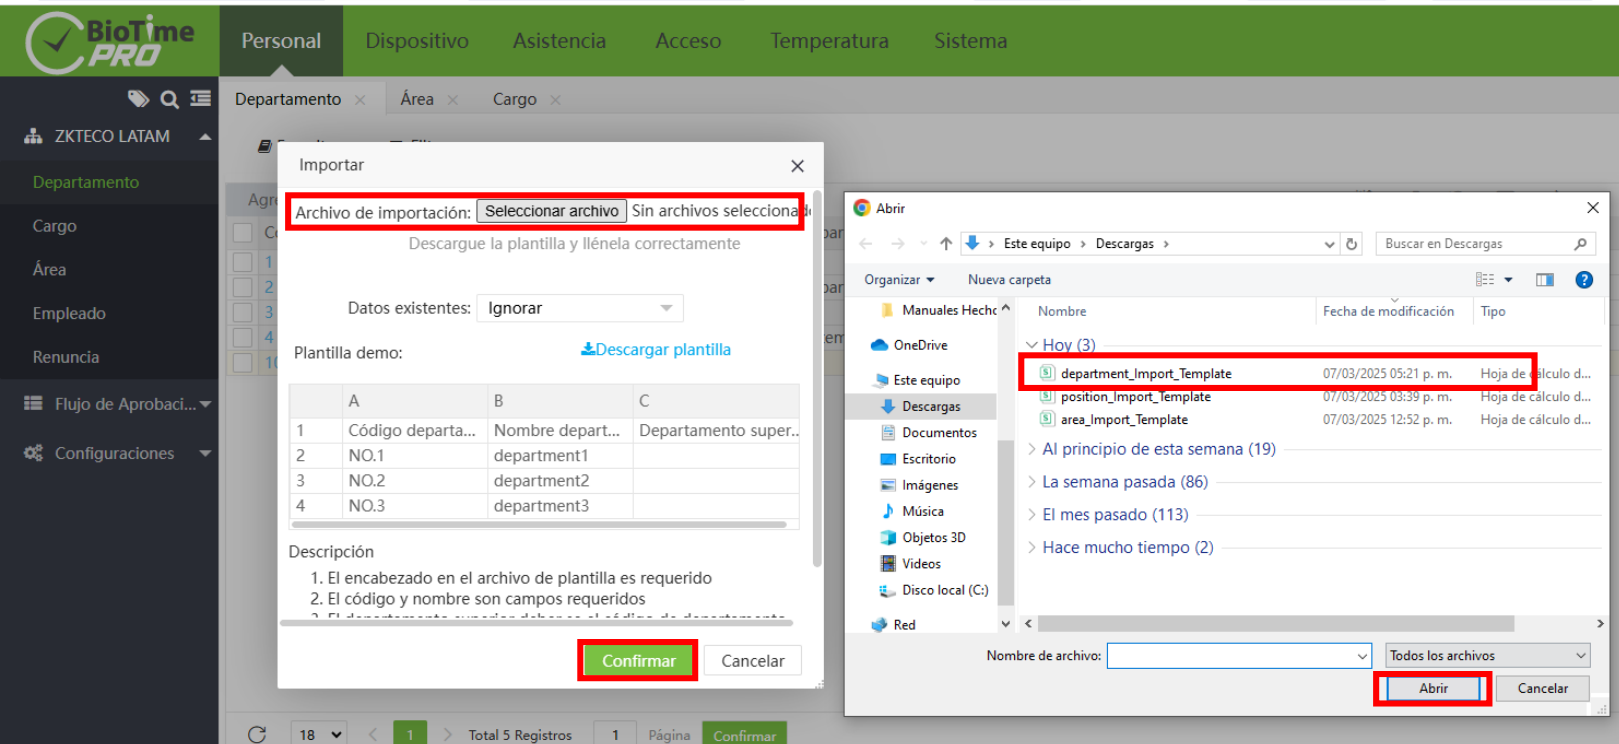 BioTime
PRO
Personal
Dispositivo
Asistencia
Acceso
Temperatura
Sistema
Departamento
Área
Cargo
ZKTECO LATAM
Departamento
Cargo
Área
Empleado
Renuncia
Flujo de Aprobaci...
Configuraciones
Importar
Archivo de importación: Seleccionar archivo Sin archivos seleccionado
Descargue la plantilla y llénela correctamente
Datos existentes: Ignorar
Plantilla demo: Descargar plantilla
A B C
1 Código departa... Nombre depart... Departamento super..
2 NO.1 department1
3 NO.2 department2
4 NO.3 department3
Descripción
1. El encabezado en el archivo de plantilla es requerido
2. El código y nombre son campos requeridos
Confirmar
Cancelar
1
2
3
4
10
18
1
Total 5 Registros
1
Página
Confirmar
Abrir
Este equipo › Descargas ›
Buscar en Descargas
Organizar
Nueva carpeta
Manuales Hechc
OneDrive
Este equipo
Descargas
Documentos
Escritorio
Imágenes
Música
Objetos 3D
Videos
Disco local (C:)
Red
Nombre Fecha de modificación Tipo
Hoy (3)
department_Import_Template 07/03/2025 05:21 p. m. Hoja de cálculo d...
position_Import_Template 07/03/2025 03:39 p. m. Hoja de cálculo d...
area_Import_Template 07/03/2025 12:52 p. m. Hoja de cálculo d...
Al principio de esta semana (19)
La semana pasada (86)
El mes pasado (113)
Hace mucho tiempo (2)
Nombre de archivo:
Todos los archivos
Abrir
Cancelar